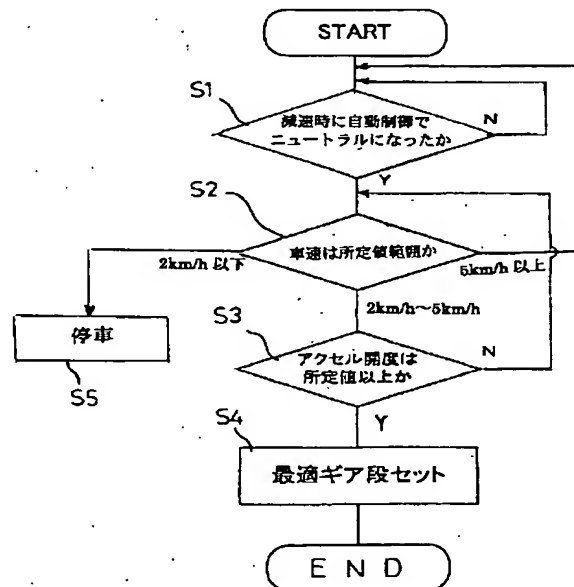 START
S1
減速時に自動制御で
ニュートラルになったか
N
Y
S2
車速は所定値範囲か
2km/h 以下
5km/h 以上
2km/h～5km/h
停車
S5
S3
アクセル開度は
所定値以上か
N
Y
S4
最適ギア段セット
END